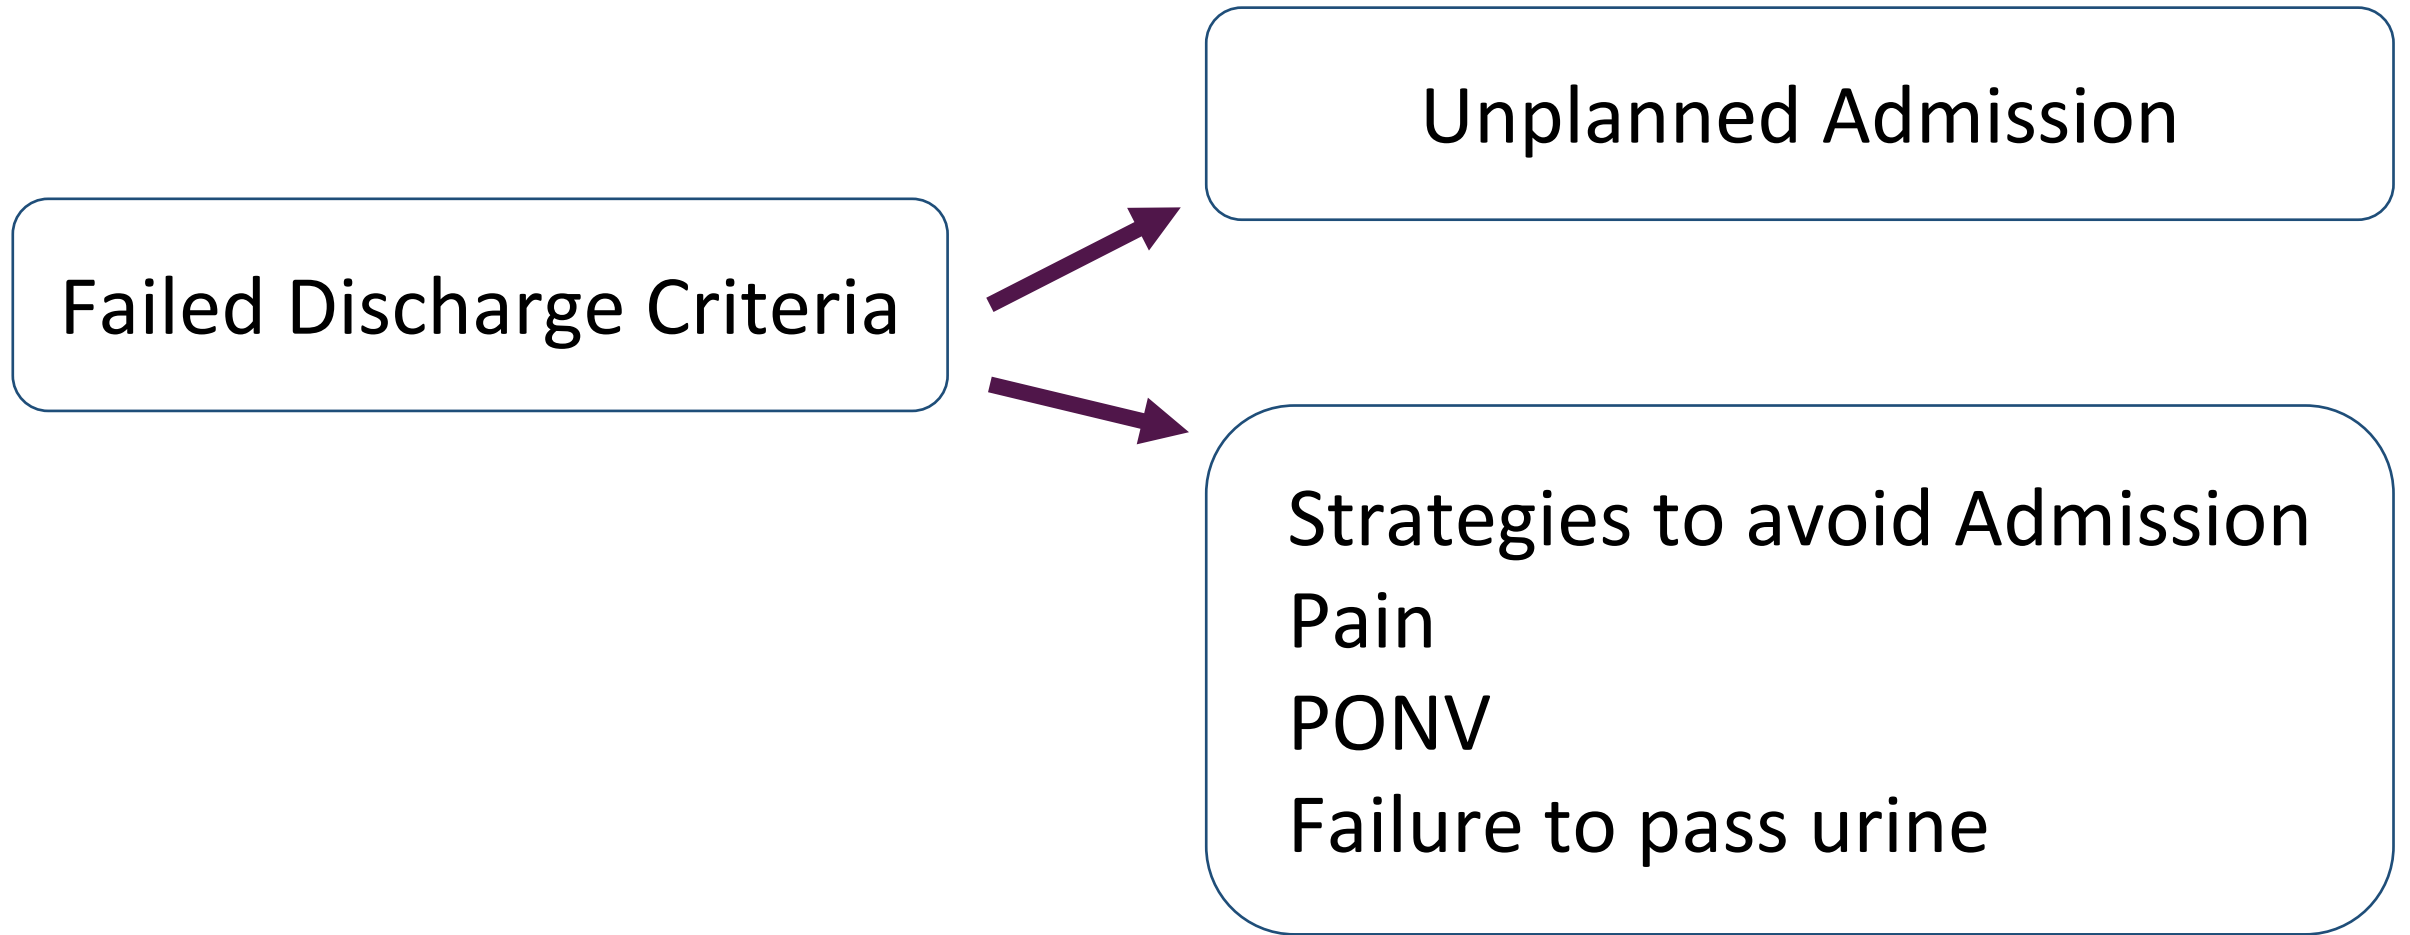 Unplanned Admission
Failed Discharge Criteria
Strategies to avoid Admission
Pain
PONV
Failure to pass urine